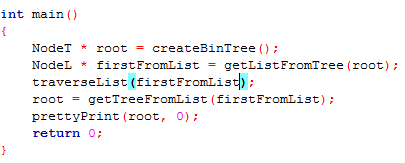 int main()
{
NodeT * root = createBinTree();
NodeL * firstFromList = getListFromTree(root);
traverseList(firstFromList);
root = getTreeFromList(firstFromList);
prettyPrint(root, 0);
return 0;
}